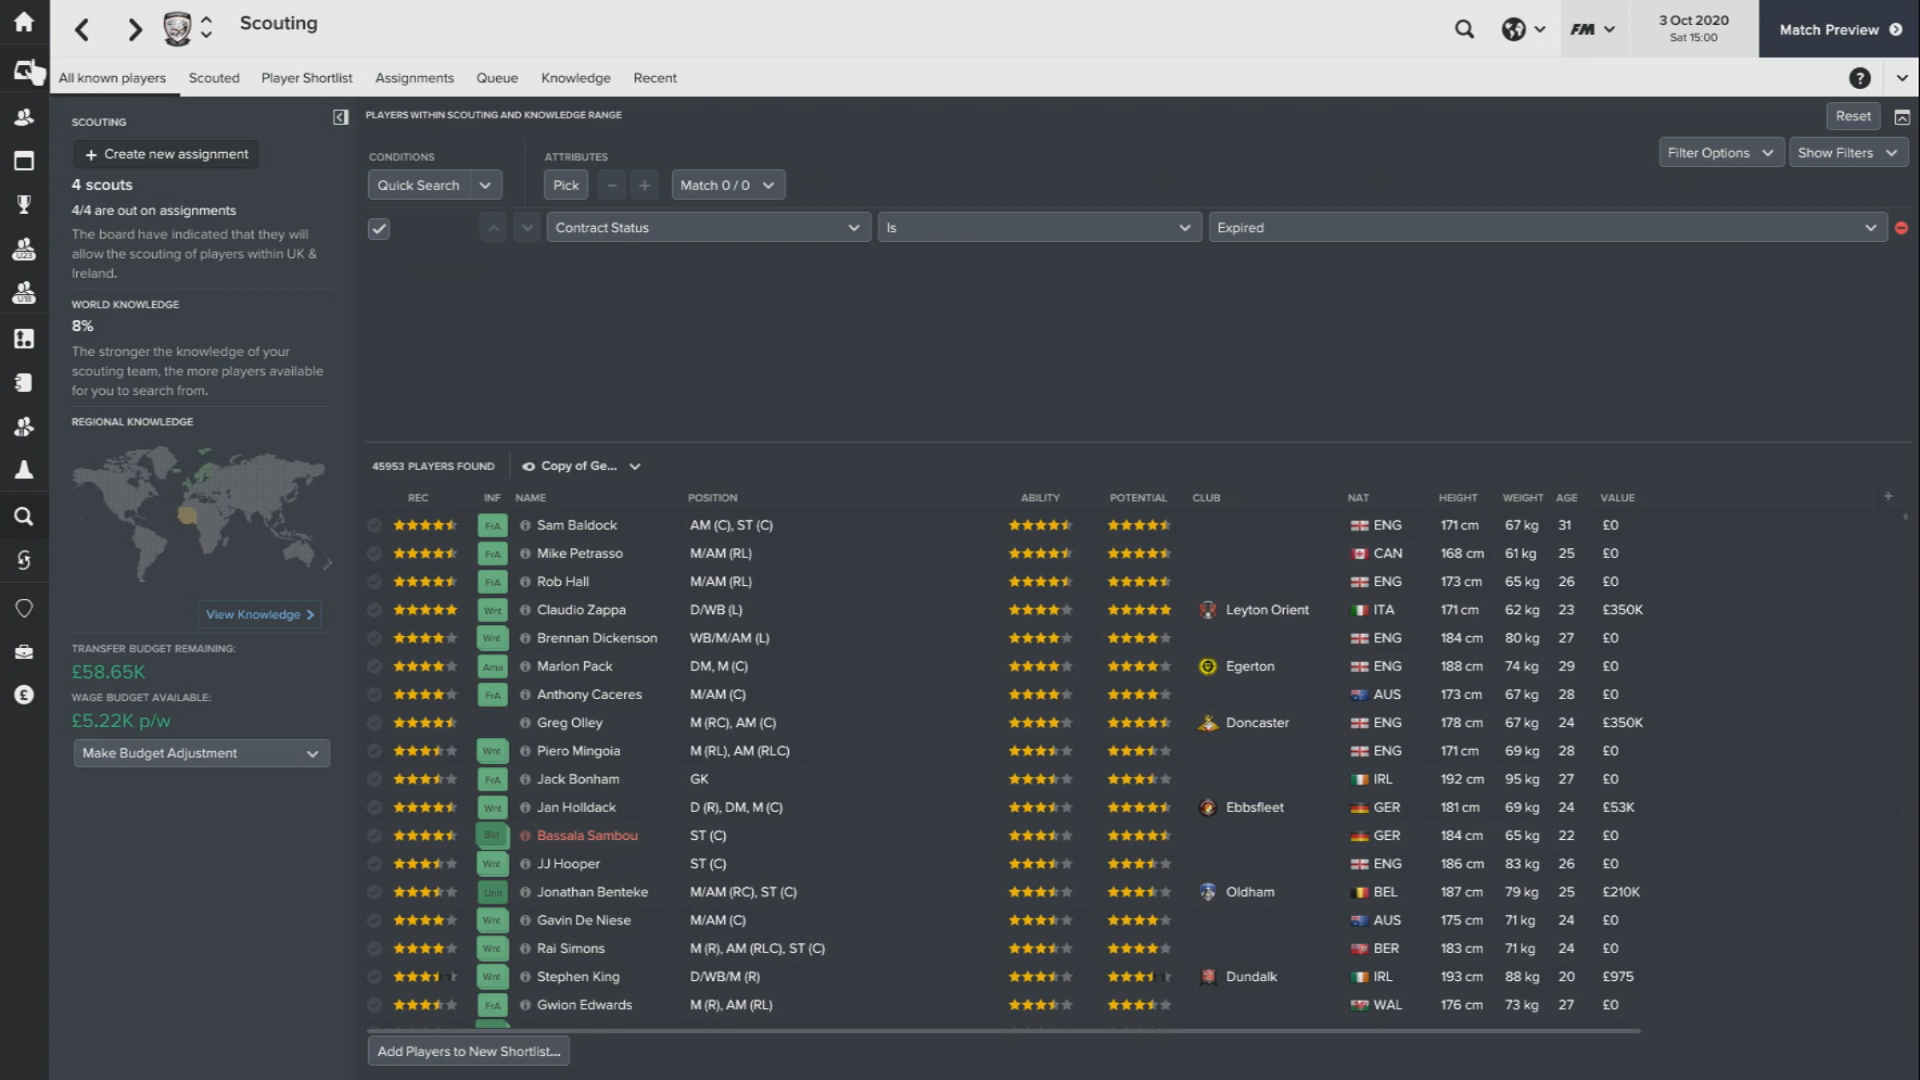 Scouting
FM
3 Oct 2020
Sat 15:00
Match Preview
All known players Scouted Player Shortlist Assignments Queue Knowledge Recent
?
SCOUTING
Create new assignment
4 scouts
4/4 are out on assignments
The board have indicated that they will
allow the scouting of players within UK &
Ireland.
WORLD KNOWLEDGE
8%
The stronger the knowledge of your
scouting team, the more players available
for you to search from.
REGIONAL KNOWLEDGE
View Knowledge
TRANSFER BUDGET REMAINING:
£58.65K
WAGE BUDGET AVAILABLE:
£5.22K p/w
Make Budget Adjustment
U23
U18
PLAYERS WITHIN SCOUTING AND KNOWLEDGE RANGE
Reset
Filter Options Show Filters
CONDITIONS ATTRIBUTES
Quick Search Pick - + Match 0 / 0
Contract Status Is Expired
45953 PLAYERS FOUND Copy of Ge...
REC INF NAME POSITION ABILITY POTENTIAL CLUB NAT HEIGHT WEIGHT AGE VALUE +
FrA Sam Baldock AM (C), ST (C) ENG 171 cm 67 kg 31 £0
FrA Mike Petrasso M/AM (RL) CAN 168 cm 61 kg 25 £0
FrA Rob Hall M/AM (RL) ENG 173 cm 65 kg 26 £0
Wnt Claudio Zappa D/WB (L) Leyton Orient ITA 171 cm 62 kg 23 £350K
Wnt Brennan Dickenson WB/M/AM (L) ENG 184 cm 80 kg 27 £0
Ama Marlon Pack DM, M (C) Egerton ENG 188 cm 74 kg 29 £0
FrA Anthony Caceres M/AM (C) AUS 173 cm 67 kg 28 £0
Greg Olley M (RC), AM (C) Doncaster ENG 178 cm 67 kg 24 £350K
Wnt Piero Mingoia M (RL), AM (RLC) ENG 171 cm 69 kg 28 £0
FrA Jack Bonham GK IRL 192 cm 95 kg 27 £0
Wnt Jan Holldack D (R), DM, M (C) Ebbsfleet GER 181 cm 69 kg 24 £53K
Bid Bassala Sambou ST (C) GER 184 cm 65 kg 22 £0
Wnt JJ Hooper ST (C) ENG 186 cm 83 kg 26 £0
Unh Jonathan Benteke M/AM (RC), ST (C) Oldham BEL 187 cm 79 kg 25 £210K
Wnt Gavin De Niese M/AM (C) AUS 175 cm 71 kg 24 £0
Wnt Rai Simons M (R), AM (RLC), ST (C) BER 183 cm 71 kg 24 £0
Wnt Stephen King D/WB/M (R) Dundalk IRL 193 cm 88 kg 20 £975
FrA Gwion Edwards M (R), AM (RL) WAL 176 cm 73 kg 27 £0
Add Players to New Shortlist...